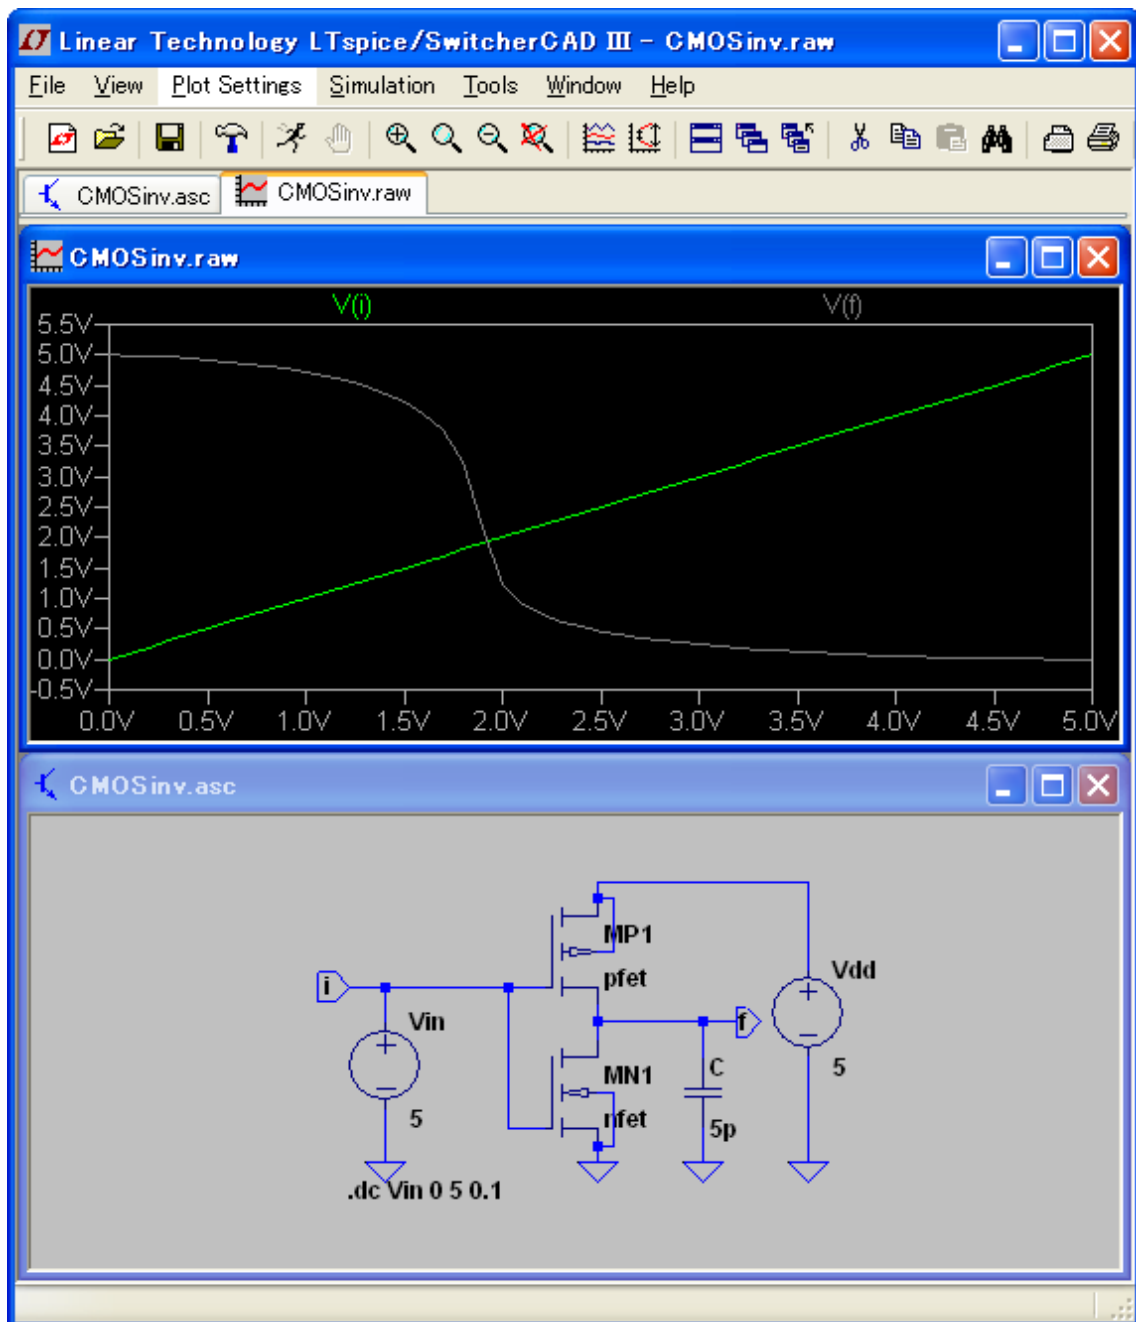 Linear Technology LTspice/SwitcherCAD III - CMOSinv.raw
File View Plot Settings Simulation Tools Window Help
CMOSinv.asc CMOSinv.raw
CMOSinv.raw
V(i) V(f)
5.5V
5.0V
4.5V
4.0V
3.5V
3.0V
2.5V
2.0V
1.5V
1.0V
0.5V
0.0V
-0.5V
0.0V 0.5V 1.0V 1.5V 2.0V 2.5V 3.0V 3.5V 4.0V 4.5V 5.0V
CMOSinv.asc
MP1
pfet
i
Vin
5
MN1
nfet
C
5p
f
Vdd
5
.dc Vin 0 5 0.1